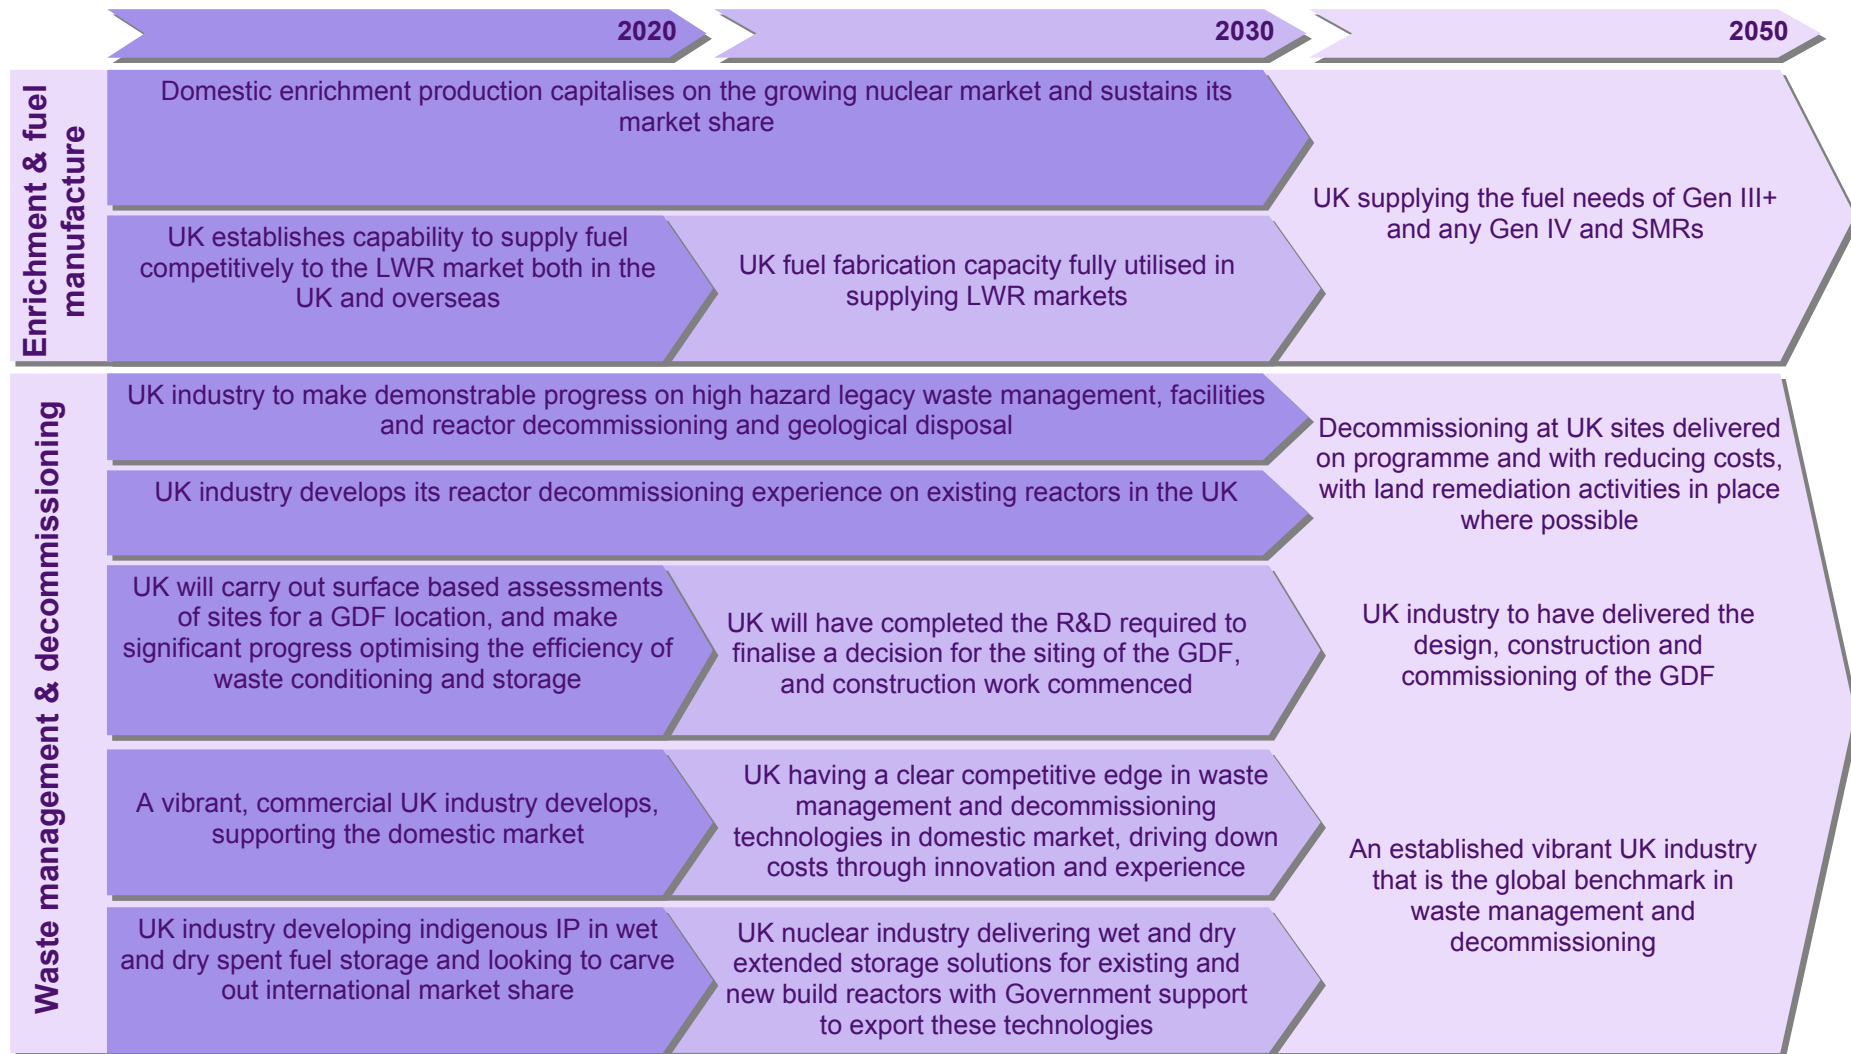 2020
2030
2050
Enrichment & fuel
manufacture
Domestic enrichment production capitalises on the growing nuclear market and sustains its
market share
UK establishes capability to supply fuel
competitively to the LWR market both in the
UK and overseas
UK fuel fabrication capacity fully utilised in
supplying LWR markets
UK supplying the fuel needs of Gen III+
and any Gen IV and SMRs
Waste management & decommissioning
UK industry to make demonstrable progress on high hazard legacy waste management, facilities
and reactor decommissioning and geological disposal
UK industry develops its reactor decommissioning experience on existing reactors in the UK
Decommissioning at UK sites delivered
on programme and with reducing costs,
with land remediation activities in place
where possible
UK will carry out surface based assessments
of sites for a GDF location, and make
significant progress optimising the efficiency of
waste conditioning and storage
UK will have completed the R&D required to
finalise a decision for the siting of the GDF,
and construction work commenced
UK industry to have delivered the
design, construction and
commissioning of the GDF
A vibrant, commercial UK industry develops,
supporting the domestic market
UK having a clear competitive edge in waste
management and decommissioning
technologies in domestic market, driving down
costs through innovation and experience
An established vibrant UK industry
that is the global benchmark in
waste management and
decommissioning
UK industry developing indigenous IP in wet
and dry spent fuel storage and looking to carve
out international market share
UK nuclear industry delivering wet and dry
extended storage solutions for existing and
new build reactors with Government support
to export these technologies